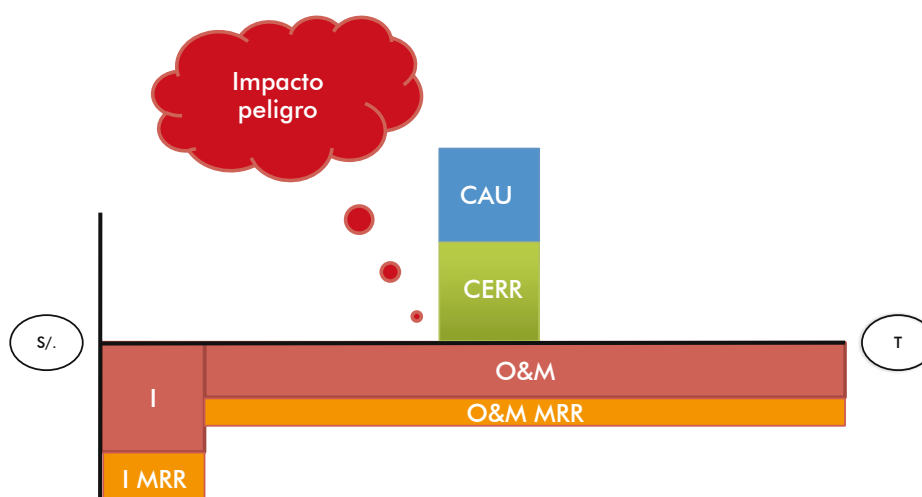 Impacto
peligro
CAU
CERR
S/.
T
I
O&M
O&M MRR
I MRR